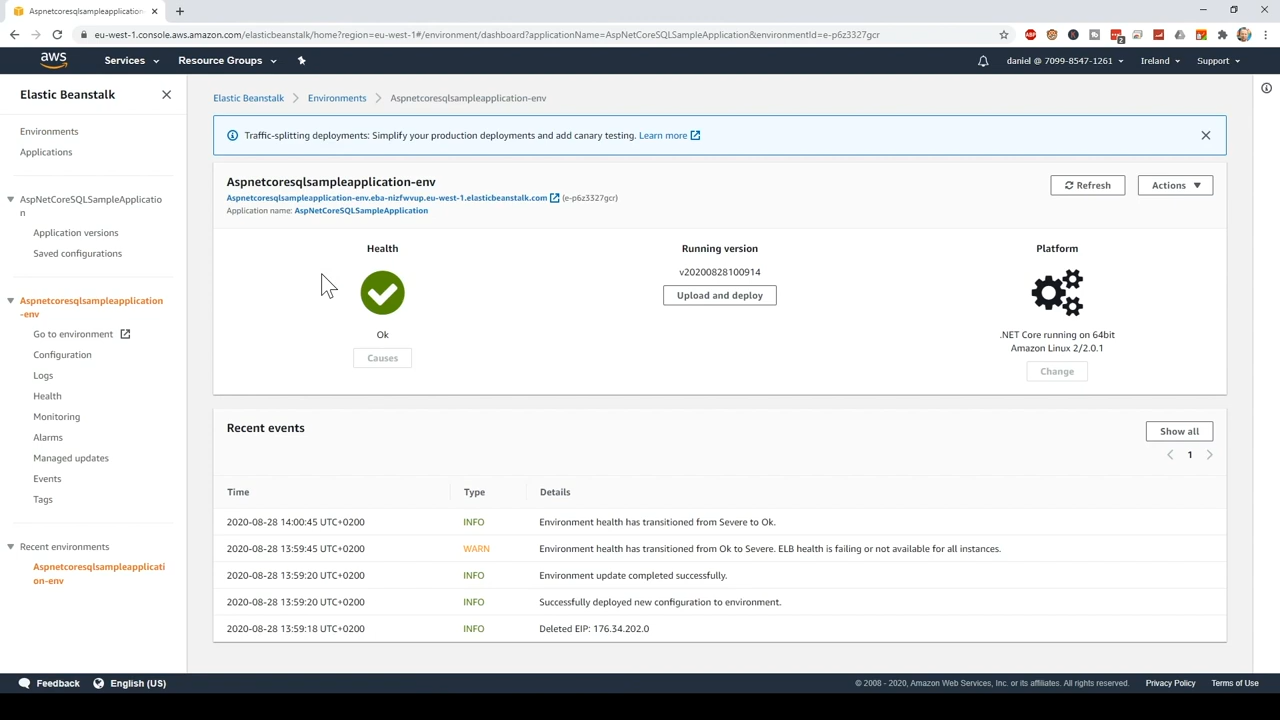 Aspnetcoresqlsampleapplication-en
eu-west-1.console.aws.amazon.com/elasticbeanstalk/home?region=eu-west-1#/environment/dashboard?applicationName=AspNetCoreSQLSampleApplication&environmentId=e-p6z3327gcr
aws Services Resource Groups daniel @ 7099-8547-1261 Ireland Support
Elastic Beanstalk
Environments
Applications
AspNetCoreSQLSampleApplicatio
n
Application versions
Saved configurations
Aspnetcoresqlsampleapplication
-env
Go to environment
Configuration
Logs
Health
Monitoring
Alarms
Managed updates
Events
Tags
Recent environments
Aspnetcoresqlsampleapplicati
on-env
Elastic Beanstalk Environments Aspnetcoresqlsampleapplication-env
Traffic-splitting deployments: Simplify your production deployments and add canary testing. Learn more
Aspnetcoresqlsampleapplication-env
Aspnetcoresqlsampleapplication-env.eba-nizfwvup.eu-west-1.elasticbeanstalk.com (e-p6z3327gcr)
Application name: AspNetCoreSQLSampleApplication
Refresh
Actions
Health
Ok
Causes
Running version
v20200828100914
Upload and deploy
Platform
.NET Core running on 64bit
Amazon Linux 2/2.0.1
Change
Recent events
Show all
1
Time Type Details
2020-08-28 14:00:45 UTC+0200 INFO Environment health has transitioned from Severe to Ok.
2020-08-28 13:59:45 UTC+0200 WARN Environment health has transitioned from Ok to Severe. ELB health is failing or not available for all instances.
2020-08-28 13:59:20 UTC+0200 INFO Environment update completed successfully.
2020-08-28 13:59:20 UTC+0200 INFO Successfully deployed new configuration to environment.
2020-08-28 13:59:18 UTC+0200 INFO Deleted EIP: 176.34.202.0
Feedback English (US) © 2008 - 2020, Amazon Web Services, Inc. or its affiliates. All rights reserved. Privacy Policy Terms of Use